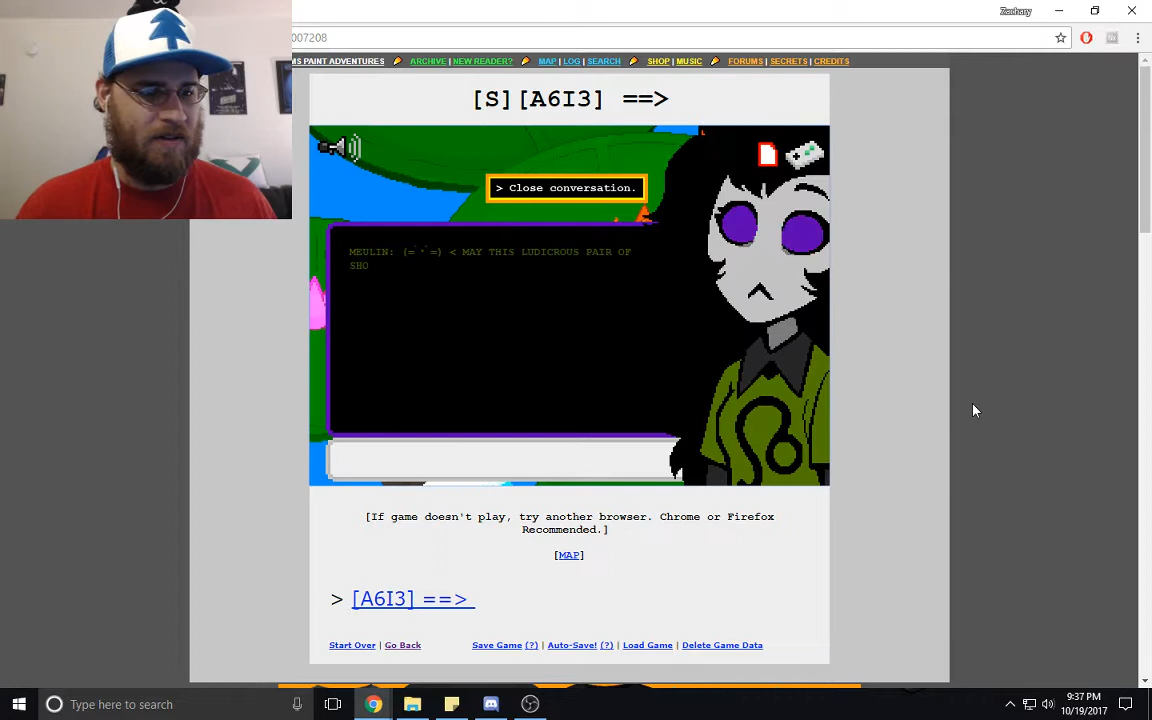 Zachary
007208
MS PAINT ADVENTURES ARCHIVE | NEW READER? MAP | LOG | SEARCH SHOP | MUSIC FORUMS | SECRETS | CREDITS
[S][A6I3] ==>
> Close conversation.
MEULIN: (=｀･´=) < MAY THIS LUDICROUS PAIR OF
SHO
[If game doesn't play, try another browser. Chrome or Firefox
Recommended.]
[MAP]
> [A6I3] ==>
Start Over | Go Back Save Game (?) | Auto-Save! (?) | Load Game | Delete Game Data
Type here to search
9:37 PM
10/19/2017